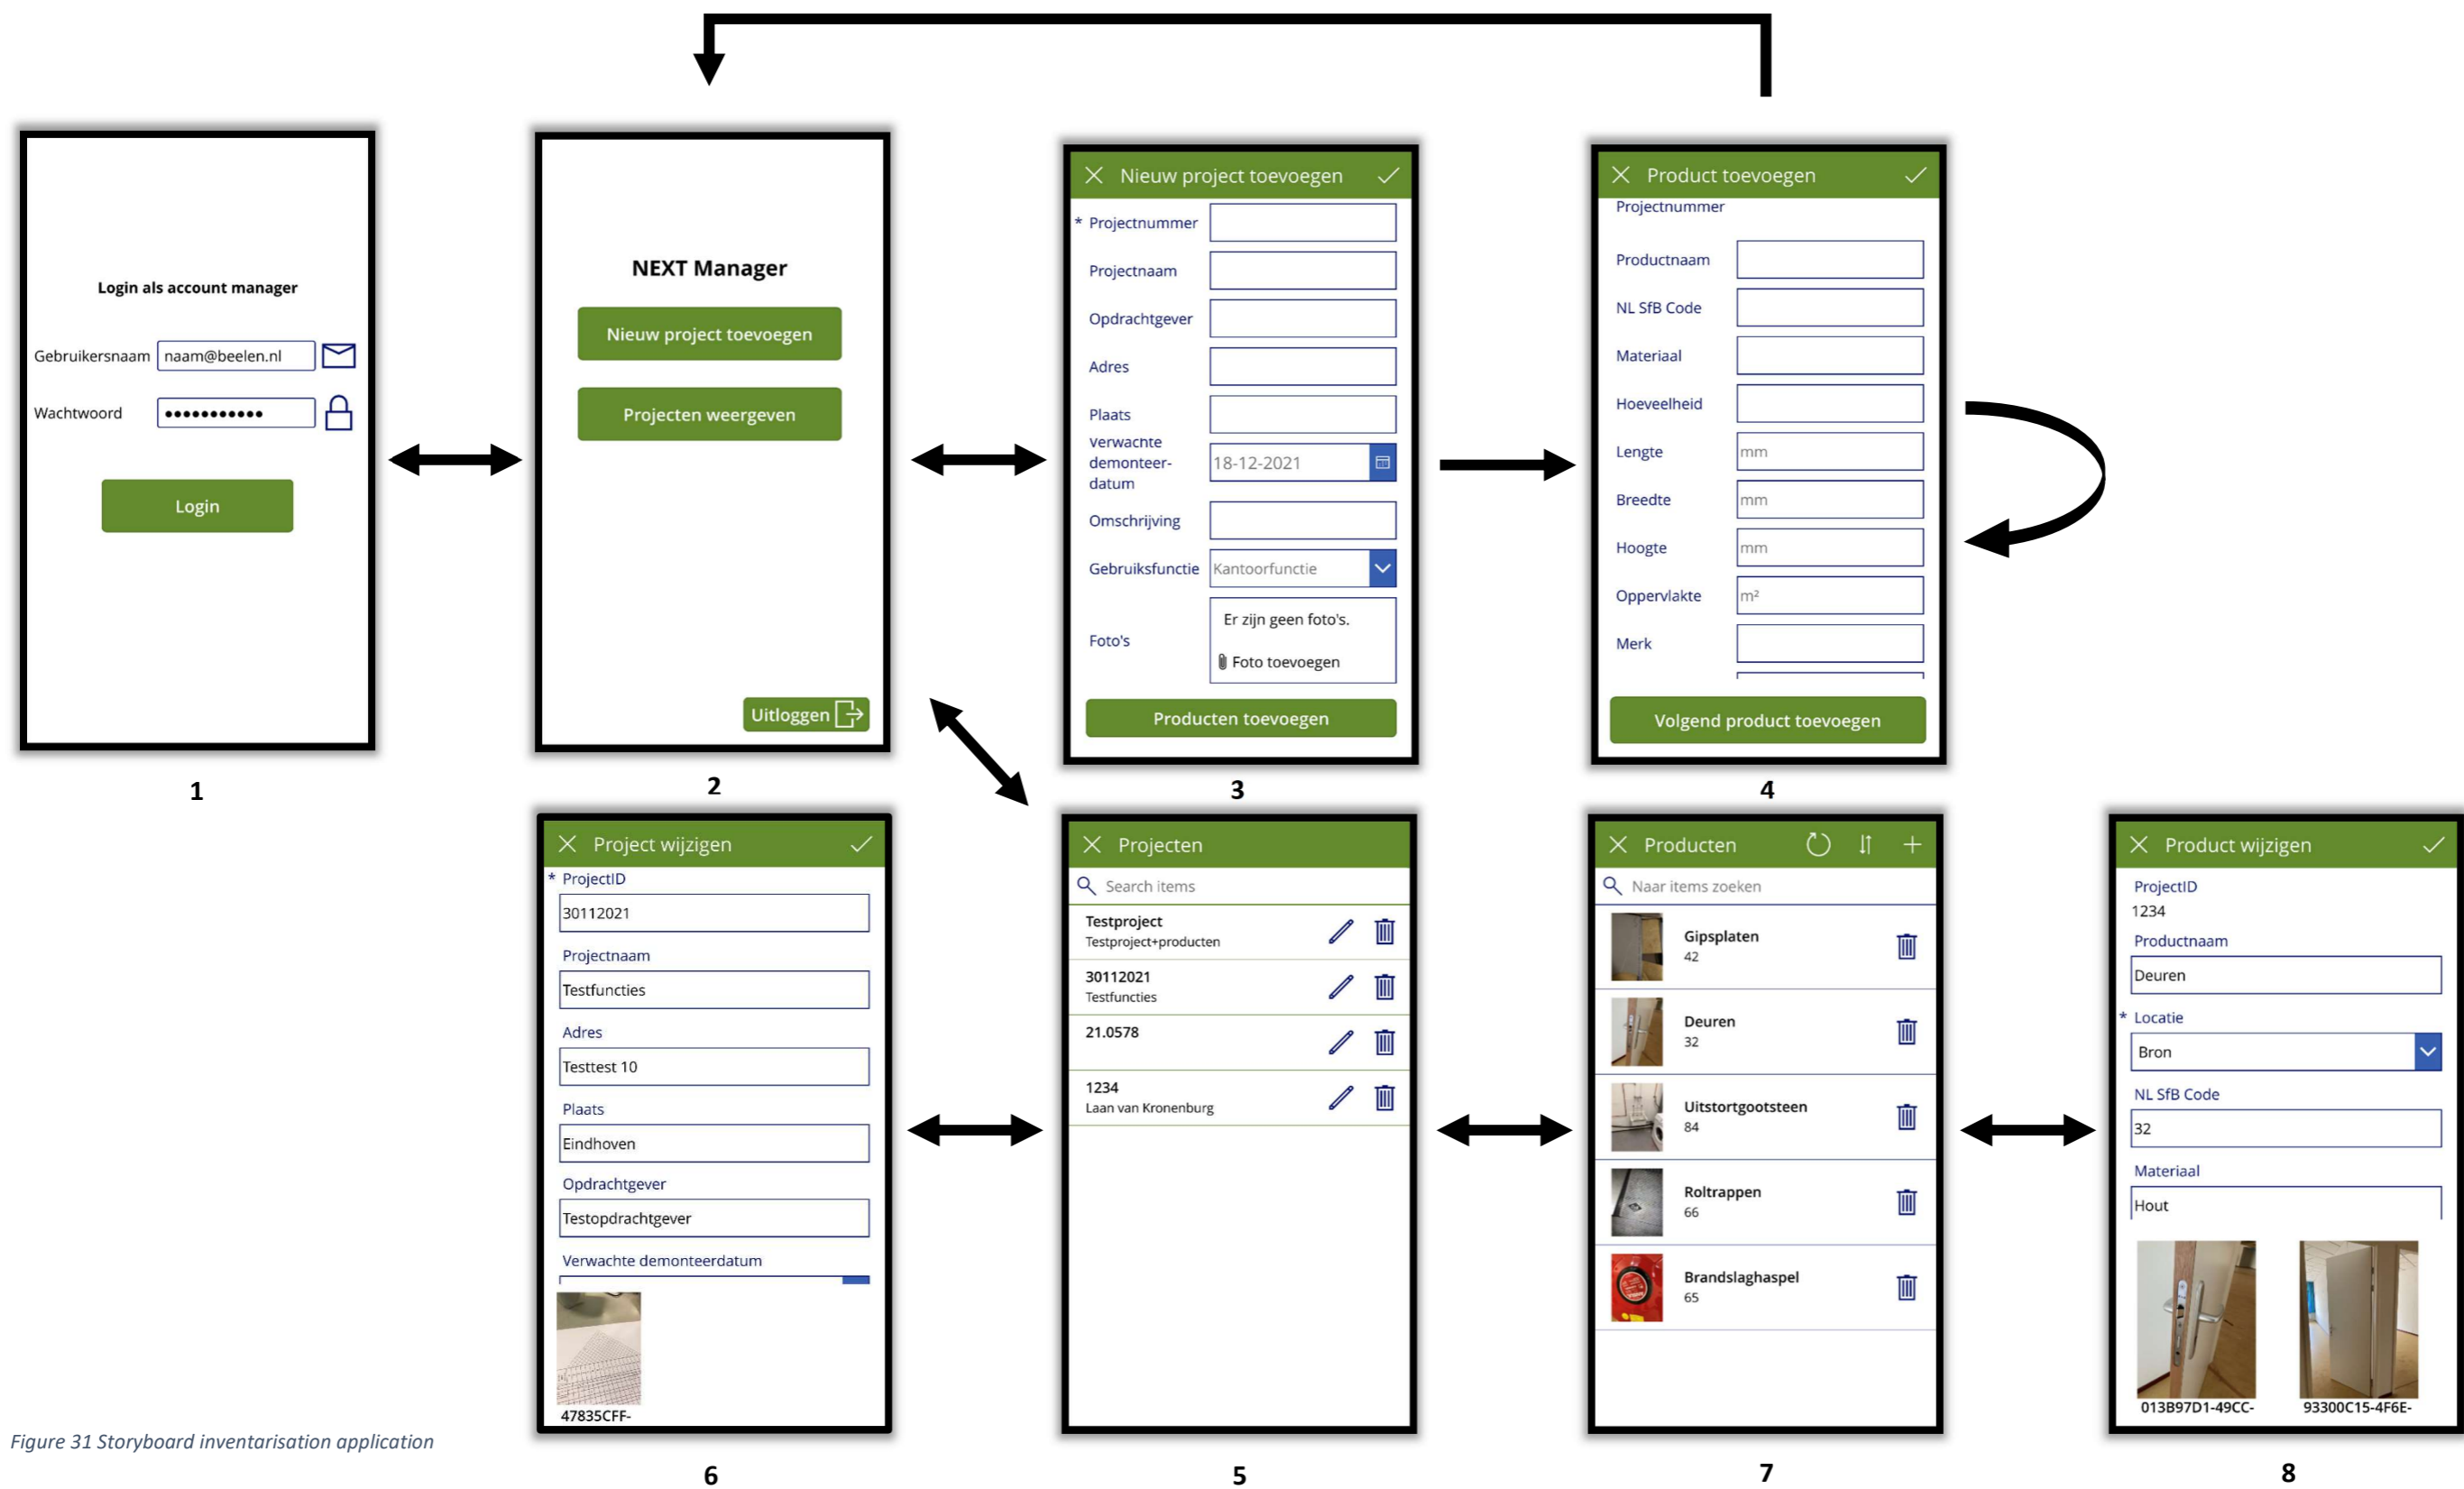 Login als account manager
Gebruikersnaam naam@beelen.nl
Wachtwoord ●●●●●●●●●●●
Login
1
NEXT Manager
Nieuw project toevoegen
Projecten weergeven
Uitloggen
2
Nieuw project toevoegen
* Projectnummer
Projectnaam
Opdrachtgever
Adres
Plaats
verwachte
demonteer-
datum
18-12-2021
Omschrijving
Gebruiksfunctie Kantoorfunctie
Foto's
Er zijn geen foto's.
Foto toevoegen
Producten toevoegen
3
Product toevoegen
Projectnummer
Productnaam
NL SfB Code
Materiaal
Hoeveelheid
Lengte mm
Breedte mm
Hoogte mm
Oppervlakte m²
Merk
Volgend product toevoegen
4
Project wijzigen
* ProjectID
30112021
Projectnaam
Testfuncties
Adres
Testtest 10
Plaats
Eindhoven
Opdrachtgever
Testopdrachtgever
Verwachte demonteerdatum
47835CFF-
6
Projecten
Search items
Testproject
Testproject+producten
30112021
Testfuncties
21.0578
1234
Laan van Kronenburg
5
Producten
Naar items zoeken
Gipsplaten
42
Deuren
32
Uitstortgootsteen
84
Roltrappen
66
Brandslaghaspel
65
7
Product wijzigen
ProjectID
1234
Productnaam
Deuren
* Locatie
Bron
NL SfB Code
32
Materiaal
Hout
013B97D1-49CC-
93300C15-4F6E-
8
Figure 31 Storyboard inventarisation application